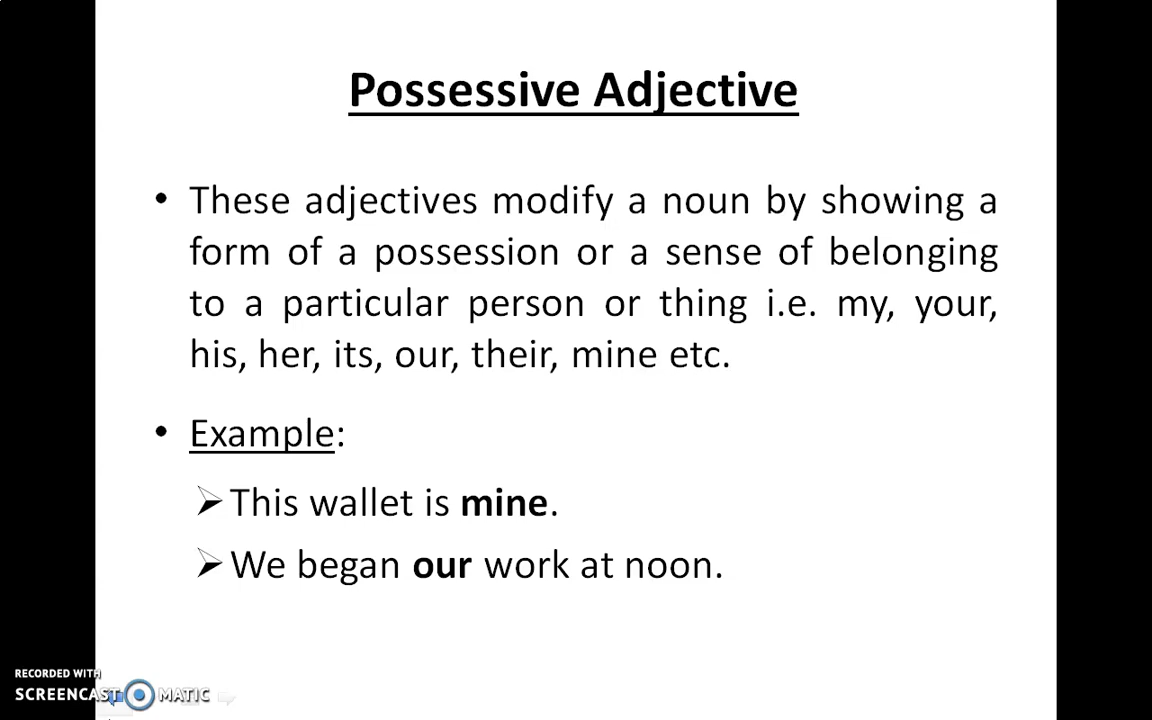 Possessive Adjective
• These adjectives modify a noun by showing a
form of a possession or a sense of belonging
to a particular person or thing i.e. my, your,
his, her, its, our, their, mine etc.
• Example:
➢ This wallet is mine.
➢ We began our work at noon.
RECORDED WITH
SCREENCAST MATIC